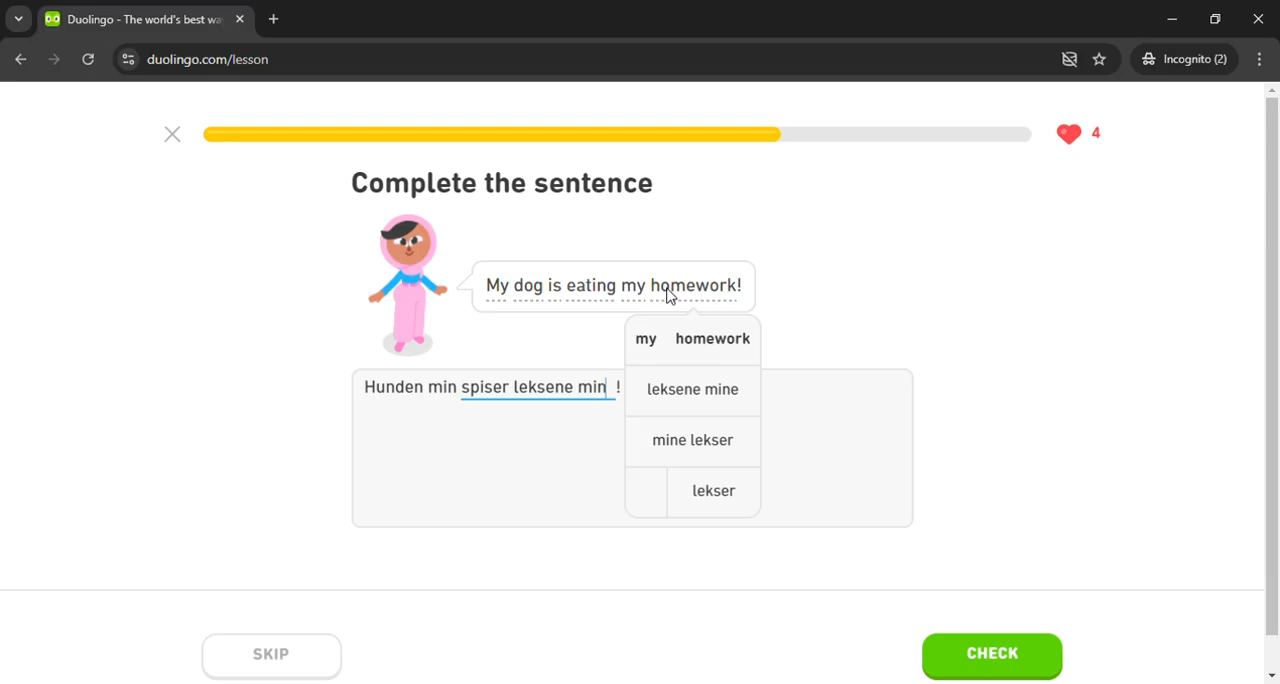 Duolingo - The world's best wa
duolingo.com/lesson
Incognito (2)
4
Complete the sentence
My dog is eating my homework!
my homework
leksene mine
mine lekser
lekser
Hunden min spiser leksene min !
SKIP
CHECK